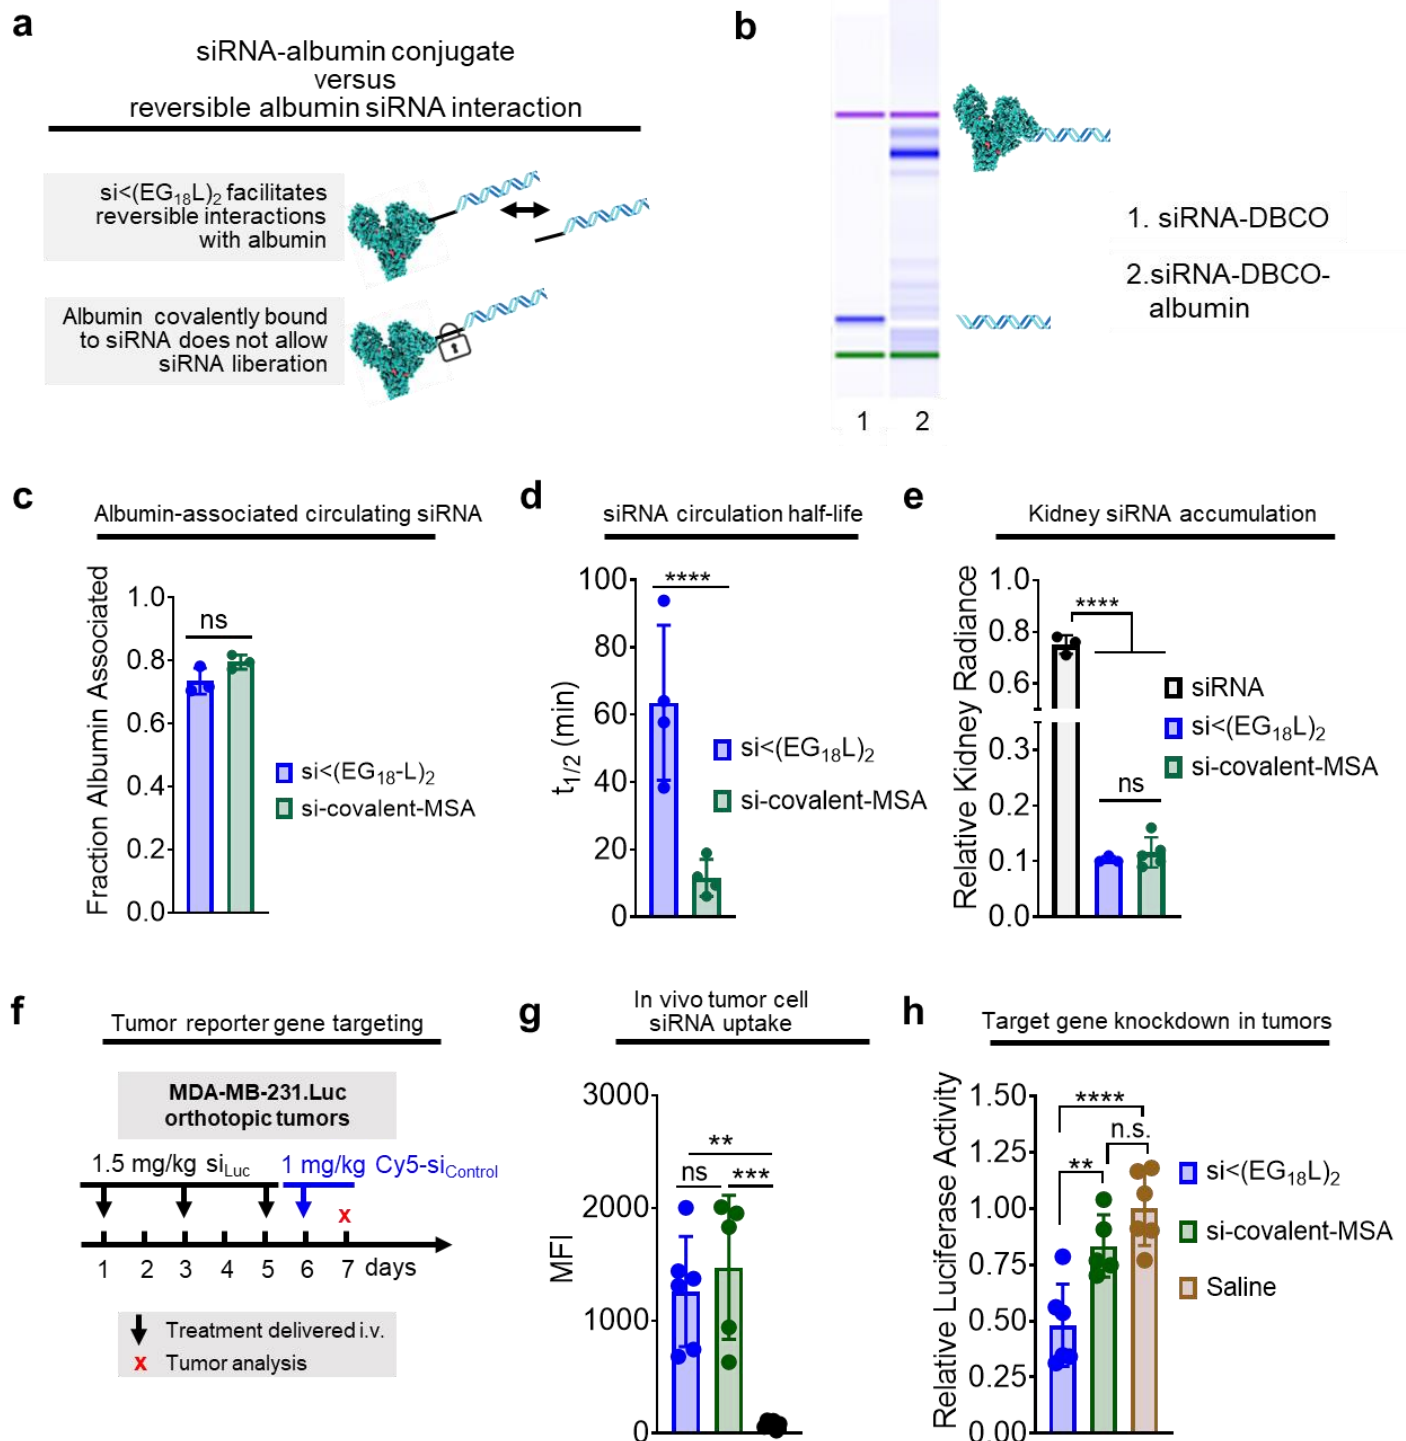 a
siRNA-albumin conjugate
versus
reversible albumin siRNA interaction
si<(EG₁₈L)₂ facilitates
reversible interactions
with albumin
Albumin covalently bound
to siRNA does not allow
siRNA liberation
b
1. siRNA-DBCO
2.siRNA-DBCO-
albumin
1 2
c
Albumin-associated circulating siRNA
Fraction Albumin Associated
1.0
0.8
0.6
0.4
0.2
0.0
ns
si<(EG₁₈-L)₂
si-covalent-MSA
d
siRNA circulation half-life
t₁/₂ (min)
100
80
60
40
20
0
****
si<(EG₁₈L)₂
si-covalent-MSA
e
Kidney siRNA accumulation
Relative Kidney Radiance
1.0
0.8
0.6
0.3
0.2
0.1
0.0
****
ns
siRNA
si<(EG₁₈L)₂
si-covalent-MSA
f
Tumor reporter gene targeting
MDA-MB-231.Luc
orthotopic tumors
1.5 mg/kg si_Luc 1 mg/kg Cy5-si_Control
x
1 2 3 4 5 6 7 days
Treatment delivered i.v.
x Tumor analysis
g
In vivo tumor cell
siRNA uptake
MFI
3000
2000
1000
0
**
ns ***
h
Target gene knockdown in tumors
Relative Luciferase Activity
1.50
1.25
1.00
0.75
0.50
0.25
0.00
****
n.s.
**
si<(EG₁₈L)₂
si-covalent-MSA
Saline